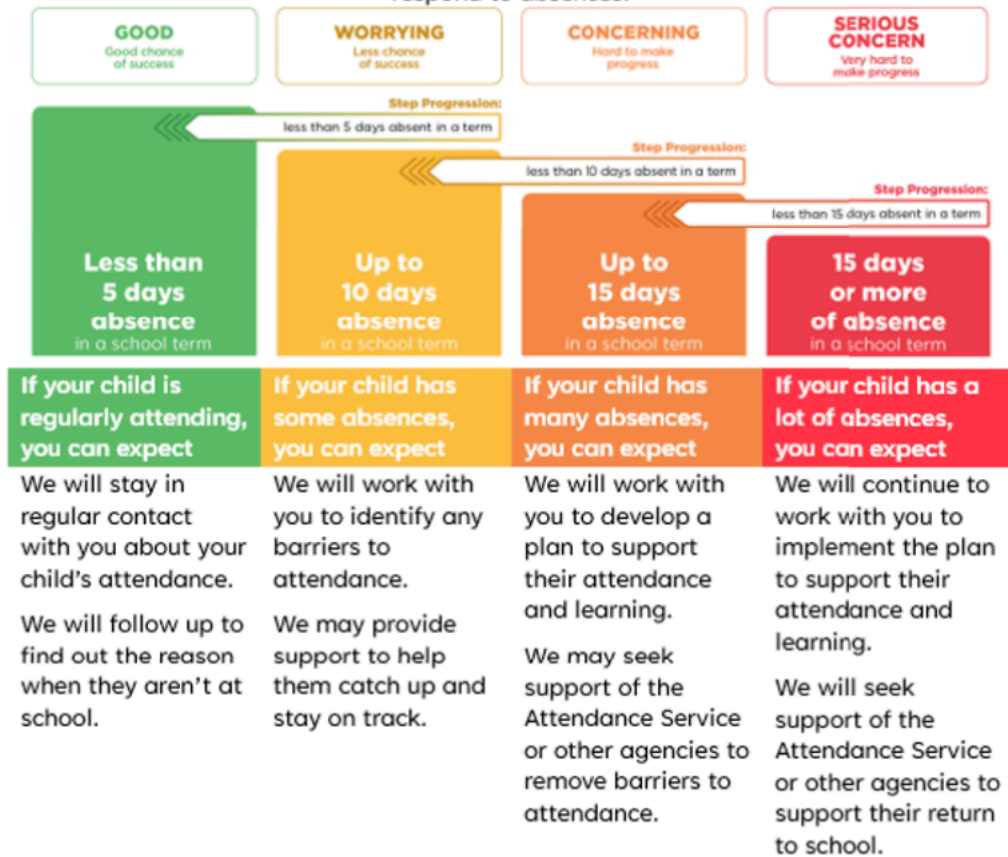 respond to absences.
GOOD
Good chance
of success
WORRYING
Less chance
of success
CONCERNING
Hard to make
progress
SERIOUS
CONCERN
Very hard to
make progress
Step Progression:
less than 5 days absent in a term
Step Progression:
less than 10 days absent in a term
Step Progression:
less than 15 days absent in a term
Less than
5 days
absence
in a school term
Up to
10 days
absence
in a school term
Up to
15 days
absence
in a school term
15 days
or more
of absence
in a school term
If your child is
regularly attending,
you can expect
We will stay in
regular contact
with you about your
child's attendance.
We will follow up to
find out the reason
when they aren't at
school.
If your child has
some absences,
you can expect
We will work with
you to identify any
barriers to
attendance.
We may provide
support to help
them catch up and
stay on track.
If your child has
many absences,
you can expect
We will work with
you to develop a
plan to support
their attendance
and learning.
We may seek
support of the
Attendance Service
or other agencies to
remove barriers to
attendance.
If your child has a
lot of absences,
you can expect
We will continue to
work with you to
implement the plan
to support their
attendance and
learning.
We will seek
support of the
Attendance Service
or other agencies to
support their return
to school.